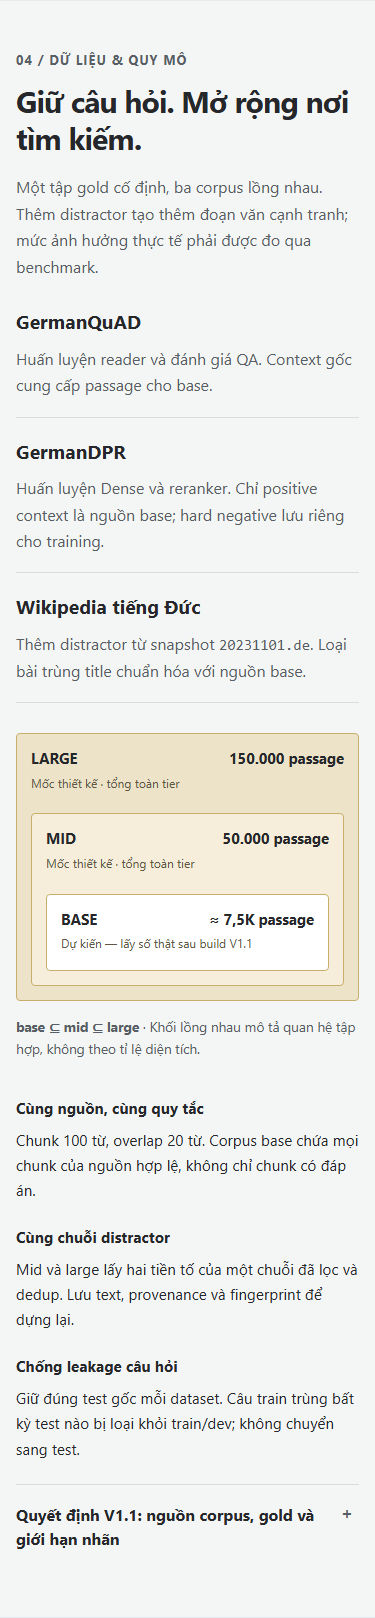 04 / DỮ LIỆU & QUY MÔ
Giữ câu hỏi. Mở rộng nơi
tìm kiếm.
Một tập gold cố định, ba corpus lồng nhau.
Thêm distractor tạo thêm đoạn văn cạnh tranh;
mức ảnh hưởng thực tế phải được đo qua
benchmark.
GermanQuAD
Huấn luyện reader và đánh giá QA. Context gốc
cung cấp passage cho base.
GermanDPR
Huấn luyện Dense và reranker. Chỉ positive
context là nguồn base; hard negative lưu riêng
cho training.
Wikipedia tiếng Đức
Thêm distractor từ snapshot 20231101.de. Loại
bài trùng title chuẩn hóa với nguồn base.
LARGE 150.000 passage
Mốc thiết kế · tổng toàn tier
MID 50.000 passage
Mốc thiết kế · tổng toàn tier
BASE ≈ 7,5K passage
Dự kiến — lấy số thật sau build V1.1
base ⊆ mid ⊆ large · Khối lồng nhau mô tả quan hệ tập
hợp, không theo tỉ lệ diện tích.
Cùng nguồn, cùng quy tắc
Chunk 100 từ, overlap 20 từ. Corpus base chứa mọi
chunk của nguồn hợp lệ, không chỉ chunk có đáp
án.
Cùng chuỗi distractor
Mid và large lấy hai tiền tố của một chuỗi đã lọc và
dedup. Lưu text, provenance và fingerprint để
dựng lại.
Chống leakage câu hỏi
Giữ đúng test gốc mỗi dataset. Câu train trùng bất
kỳ test nào bị loại khỏi train/dev; không chuyển
sang test.
Quyết định V1.1: nguồn corpus, gold và +
giới hạn nhãn